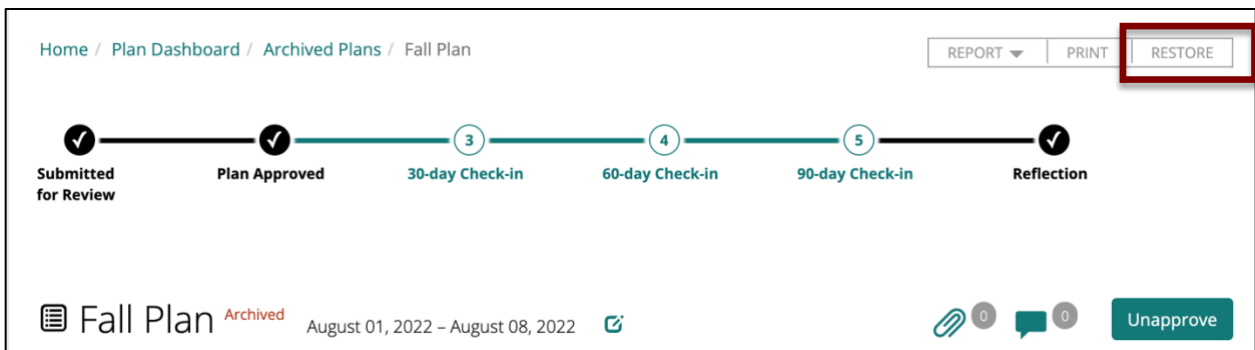 Home / Plan Dashboard / Archived Plans / Fall Plan
REPORT PRINT RESTORE
3 4 5
Submitted Plan Approved 30-day Check-in 60-day Check-in 90-day Check-in Reflection
for Review
Fall Plan Archived August 01, 2022 – August 08, 2022 0 0 Unapprove